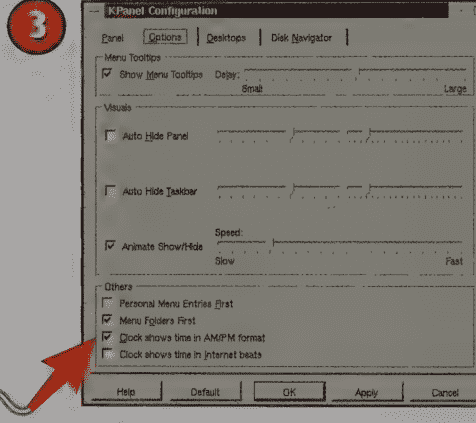 3
KPanel Configuration
Panel Options Desktops Disk Navigator
Menu Tooltips
Show Menu Tooltips Delay:
Small Large
Visuals
Auto Hide Panel
Auto Hide Taskbar
Speed:
Animate Show/Hide
Slow Fast
Others
Personal Menu Entries First
Menu Folders First
Clock shows time in AM/PM format
Clock shows time in Internet beats
Help Default OK Apply Cancel